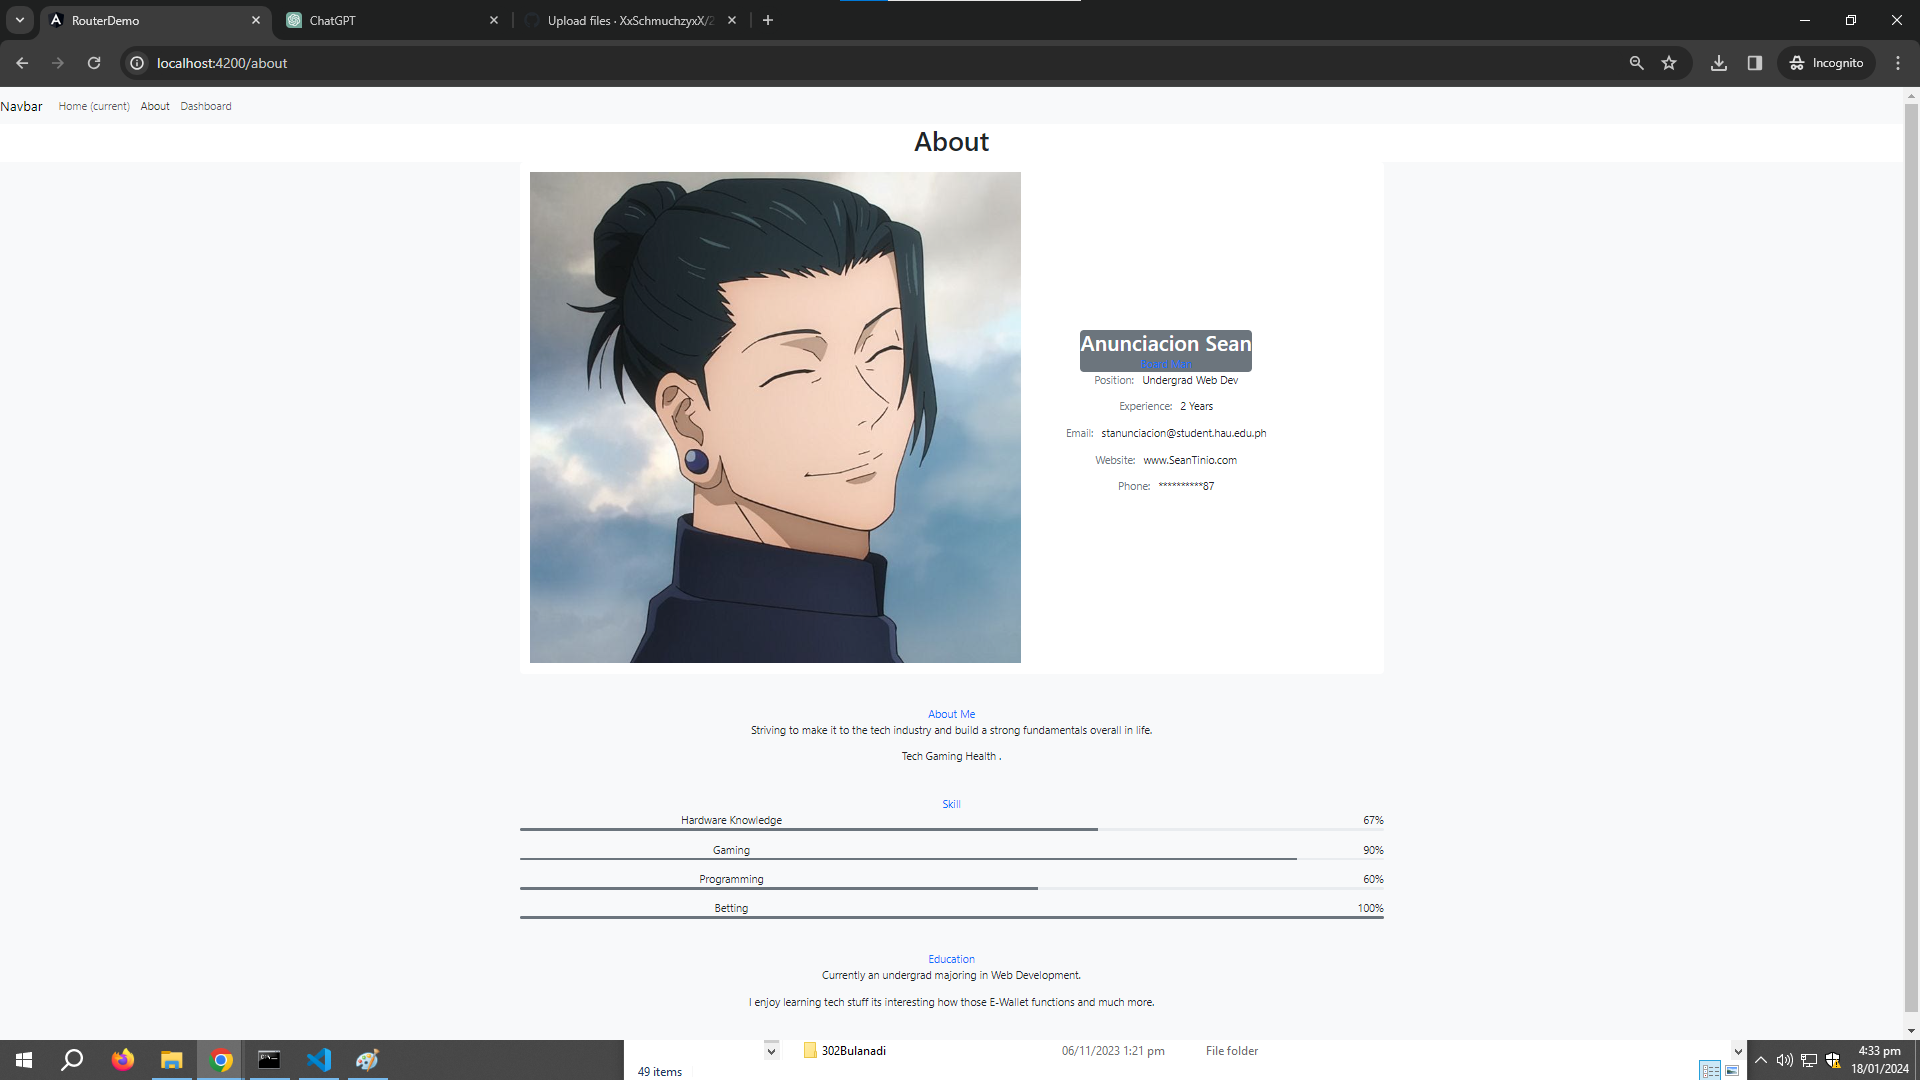 RouterDemo
ChatGPT
Upload files · XxSchmuchzyxX/2
localhost:4200/about
Incognito
Navbar Home (current) About Dashboard
About
Anunciacion Sean
Board Man
Position: Undergrad Web Dev
Experience: 2 Years
Email: stanunciacion@student.hau.edu.ph
Website: www.SeanTinio.com
Phone: **********87
About Me
Striving to make it to the tech industry and build a strong fundamentals overall in life.
Tech Gaming Health .
Skill
Hardware Knowledge 67%
Gaming 90%
Programming 60%
Betting 100%
Education
Currently an undergrad majoring in Web Development.
I enjoy learning tech stuff its interesting how those E-Wallet functions and much more.
302Bulanadi 06/11/2023 1:21 pm File folder
49 items
4:33 pm
18/01/2024